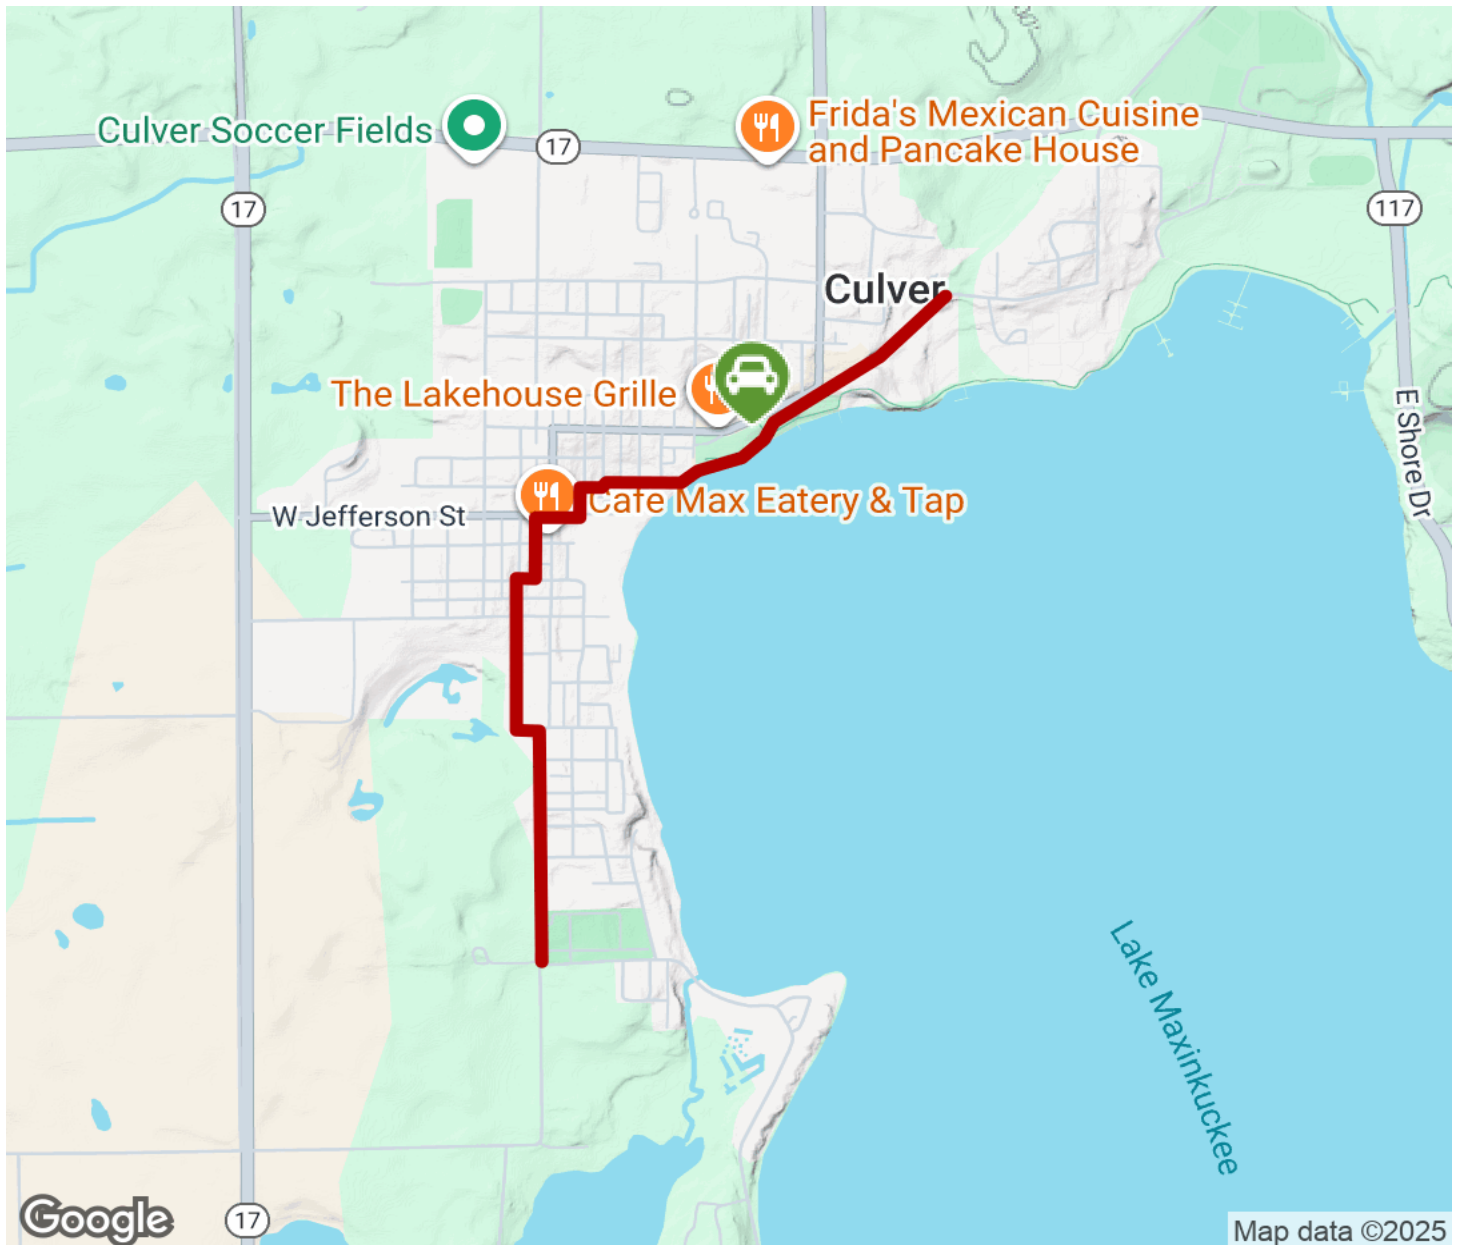 Frida's Mexican Cuisine
and Pancake House
Culver Soccer Fields
17
17
117
Culver
The Lakehouse Grille
E Shore Dr
Cafe Max Eatery & Tap
W Jefferson St
Lake Maxinkuckee
Google
17
Map data ©2025